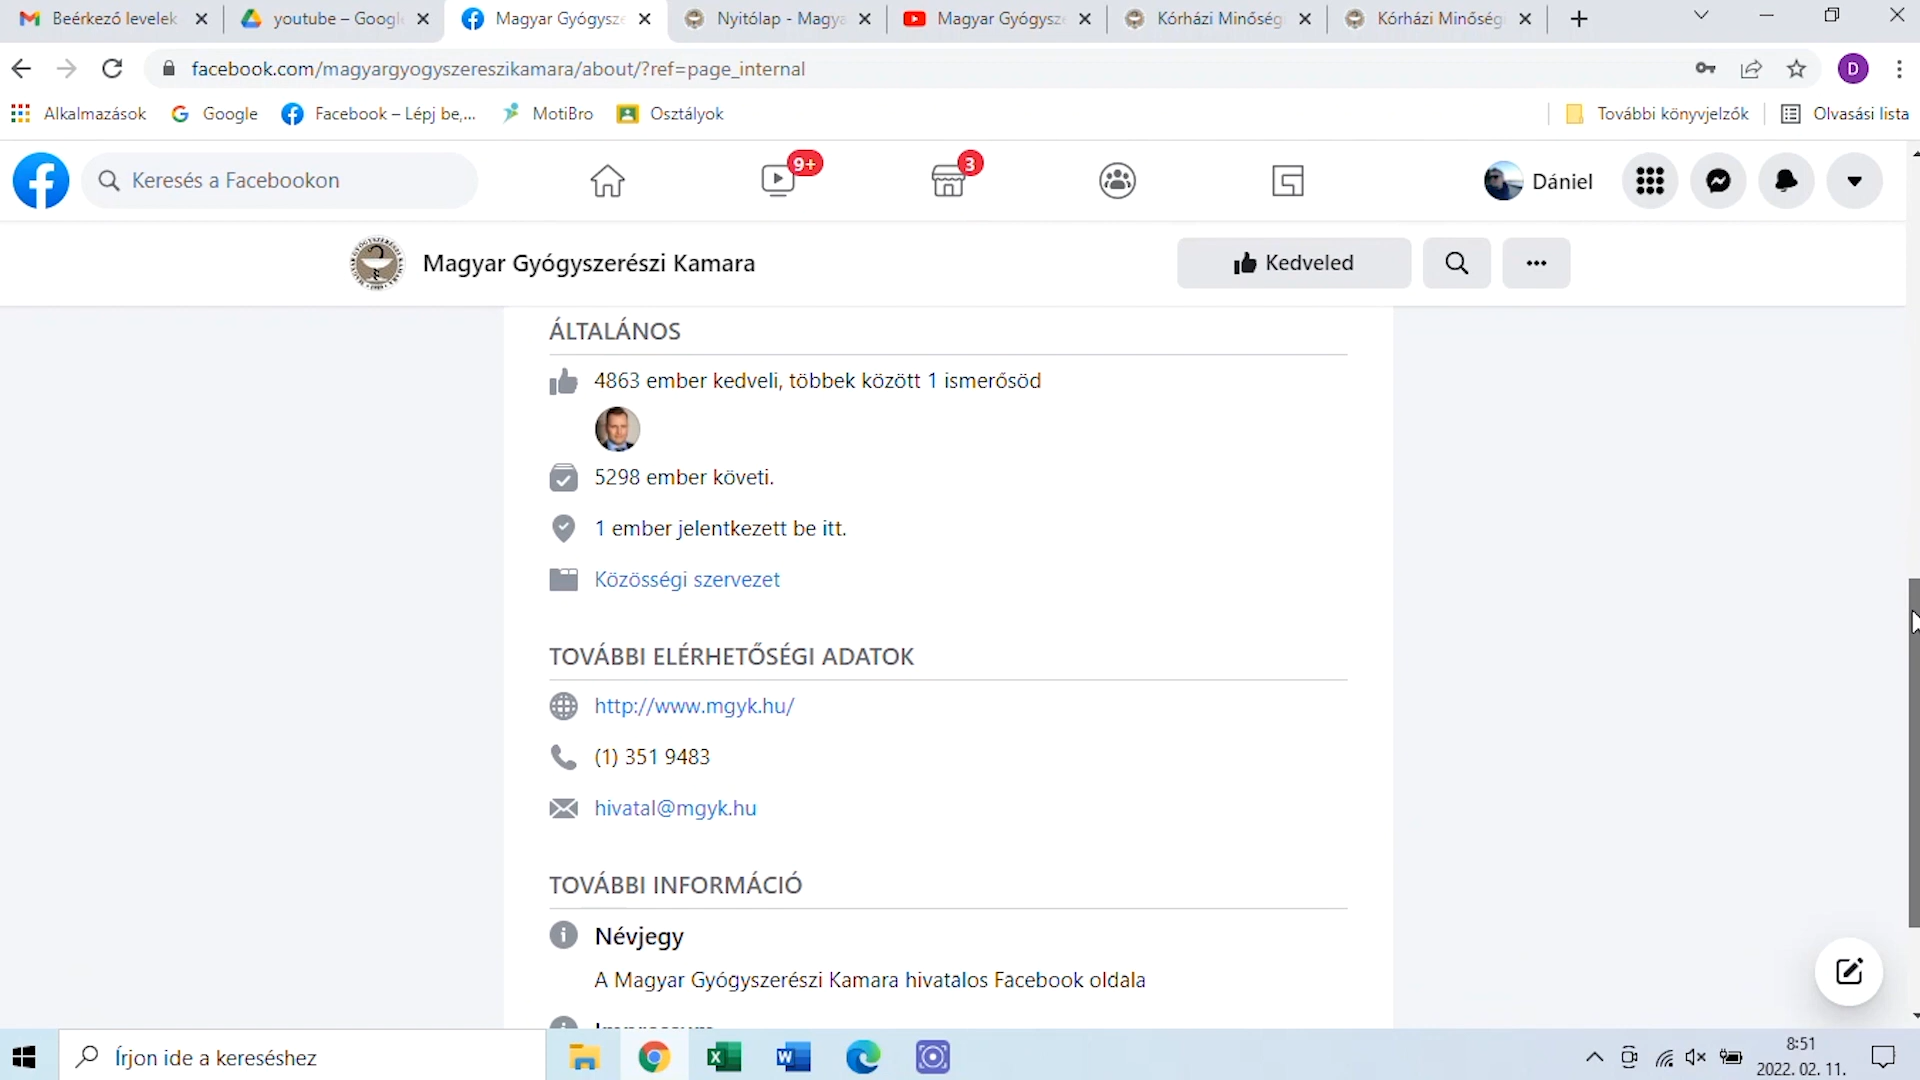 Beérkező levelek
youtube – Google
Magyar Gyógysze
Nyitólap - Magya
Magyar Gyógysze
Kórházi Minőség
Kórházi Minőség
facebook.com/magyargyogyszereszikamara/about/?ref=page_internal
D
Alkalmazások
Google
Facebook – Lépj be,...
MotiBro
Osztályok
További könyvjelzők
Olvasási lista
Keresés a Facebookon
9+
3
Dániel
Magyar Gyógyszerészi Kamara
Kedveled
ÁLTALÁNOS
4863 ember kedveli, többek között 1 ismerősöd
5298 ember követi.
1 ember jelentkezett be itt.
Közösségi szervezet
TOVÁBBI ELÉRHETŐSÉGI ADATOK
http://www.mgyk.hu/
(1) 351 9483
hivatal@mgyk.hu
TOVÁBBI INFORMÁCIÓ
Névjegy
A Magyar Gyógyszerészi Kamara hivatalos Facebook oldala
Írjon ide a kereséshez
8:51
2022. 02. 11.